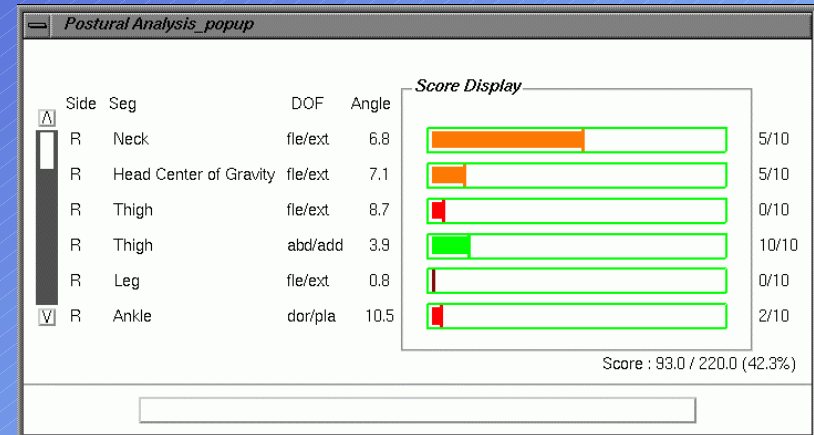 Postural Analysis_popup
Score Display
Side Seg DOF Angle
R Neck fle/ext 6.8 5/10
R Head Center of Gravity fle/ext 7.1 5/10
R Thigh fle/ext 8.7 0/10
R Thigh abd/add 3.9 10/10
R Leg fle/ext 0.8 0/10
R Ankle dor/pla 10.5 2/10
Score : 93.0 / 220.0 (42.3%)